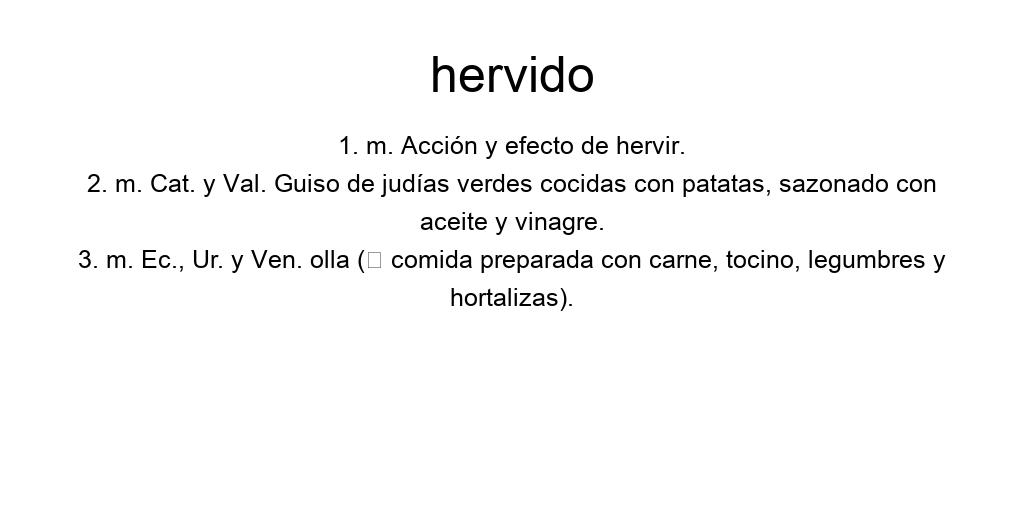 hervido
1. m. Acción y efecto de hervir.
2. m. Cat. y Val. Guiso de judías verdes cocidas con patatas, sazonado con
aceite y vinagre.
3. m. Ec., Ur. y Ven. olla (□ comida preparada con carne, tocino, legumbres y
hortalizas).